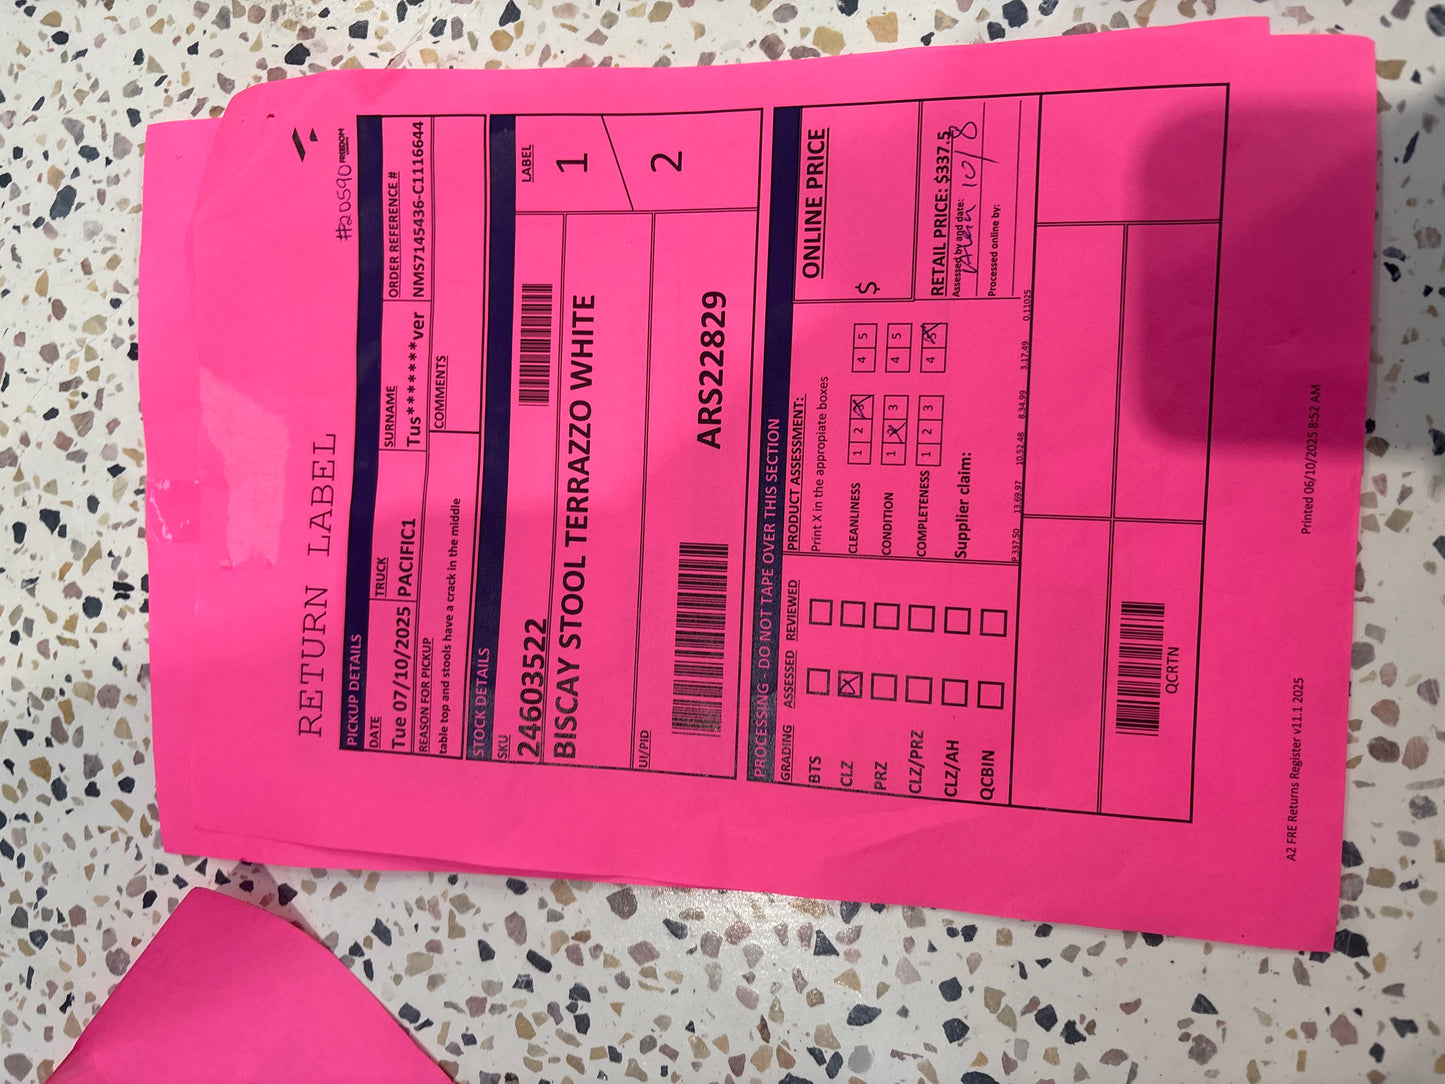 #20590
FREEDOM
RETURN LABEL
PICKUP DETAILS
DATE TRUCK SURNAME ORDER REFERENCE #
Tue 07/10/2025 PACIFIC1 Tus*******ver NMS7145436-C1116644
REASON FOR PICKUP COMMENTS
table top and stools have a crack in the middle
STOCK DETAILS
SKU LABEL
24603522 1
BISCAY STOOL TERRAZZO WHITE
2
UI/PID
ARS22829
PROCESSING - DO NOT TAPE OVER THIS SECTION
GRADING ASSESSED REVIEWED PRODUCT ASSESSMENT: ONLINE PRICE
BTS Print X in the appropiate boxes
CLZ CLEANLINESS 1 2 3 4 5 $
PRZ CONDITION 1 2 3 4 5
CLZ/PRZ COMPLETENESS 1 2 3 4 5 RETAIL PRICE: $337.5
CLZ/AH Supplier claim: Assessed by and date: 10/8
QCBIN Processed online by:
P.337.50 13.69.97 10.52.48 8.34.99 3.17.49 0.11025
QCRTN
A2 FRE Returns Register v11.1 2025 Printed 06/10/2025 8:52 AM